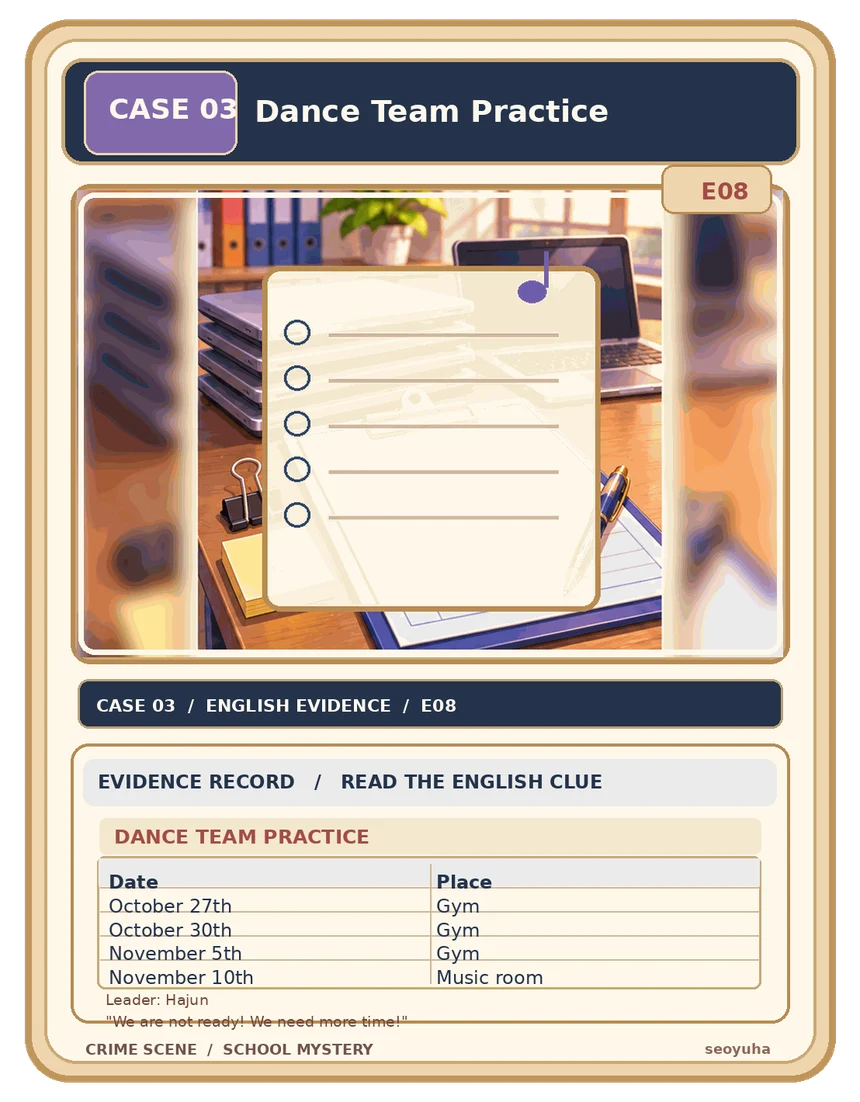 CASE 03 Dance Team Practice
E08
CASE 03 / ENGLISH EVIDENCE / E08
EVIDENCE RECORD / READ THE ENGLISH CLUE
DANCE TEAM PRACTICE
Date Place
October 27th Gym
October 30th Gym
November 5th Gym
November 10th Music room
Leader: Hajun
"We are not ready! We need more time!"
CRIME SCENE / SCHOOL MYSTERY seoyuha